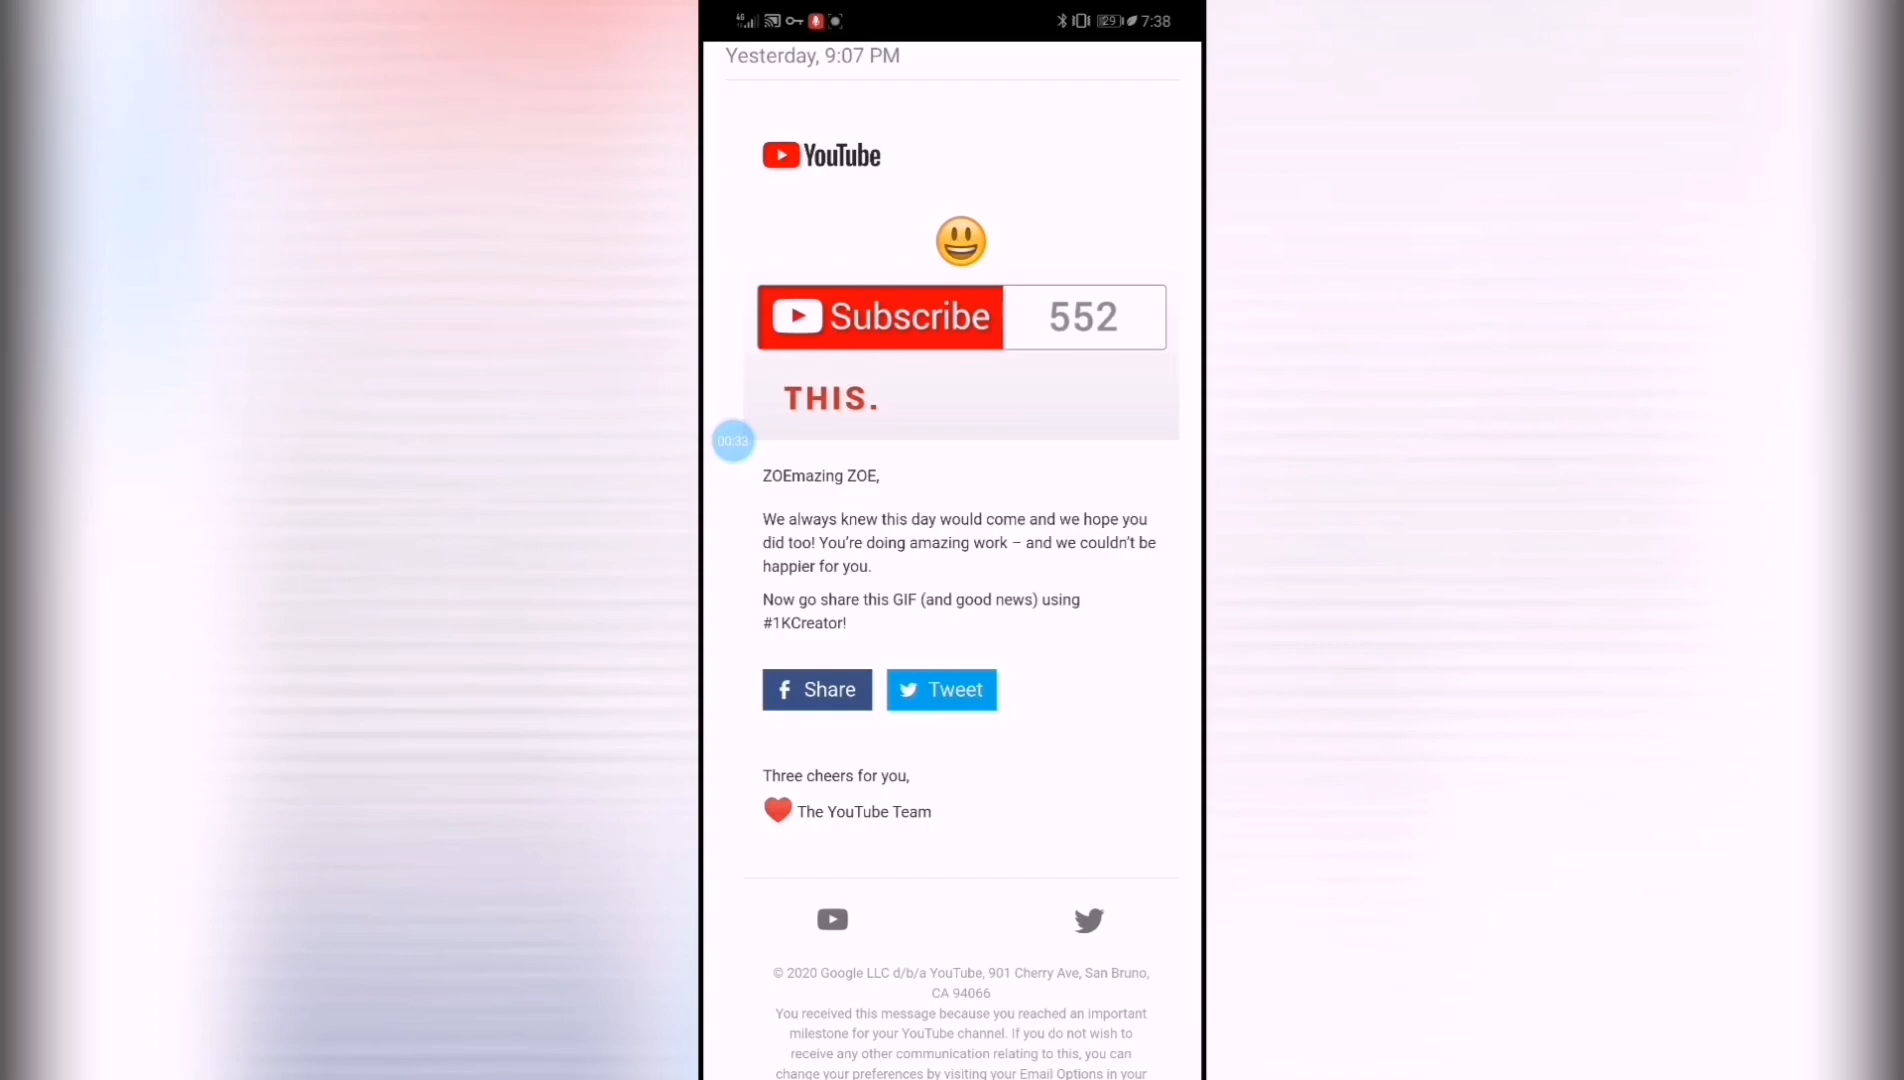 4G 29 7:38
Yesterday, 9:07 PM
YouTube
Subscribe 552
THIS.
00:33
ZOEmazing ZOE,
We always knew this day would come and we hope you
did too! You’re doing amazing work – and we couldn’t be
happier for you.
Now go share this GIF (and good news) using
#1KCreator!
f Share Tweet
Three cheers for you,
The YouTube Team
© 2020 Google LLC d/b/a YouTube, 901 Cherry Ave, San Bruno,
CA 94066
You received this message because you reached an important
milestone for your YouTube channel. If you do not wish to
receive any other communication relating to this, you can
change your preferences by visiting your Email Options in your